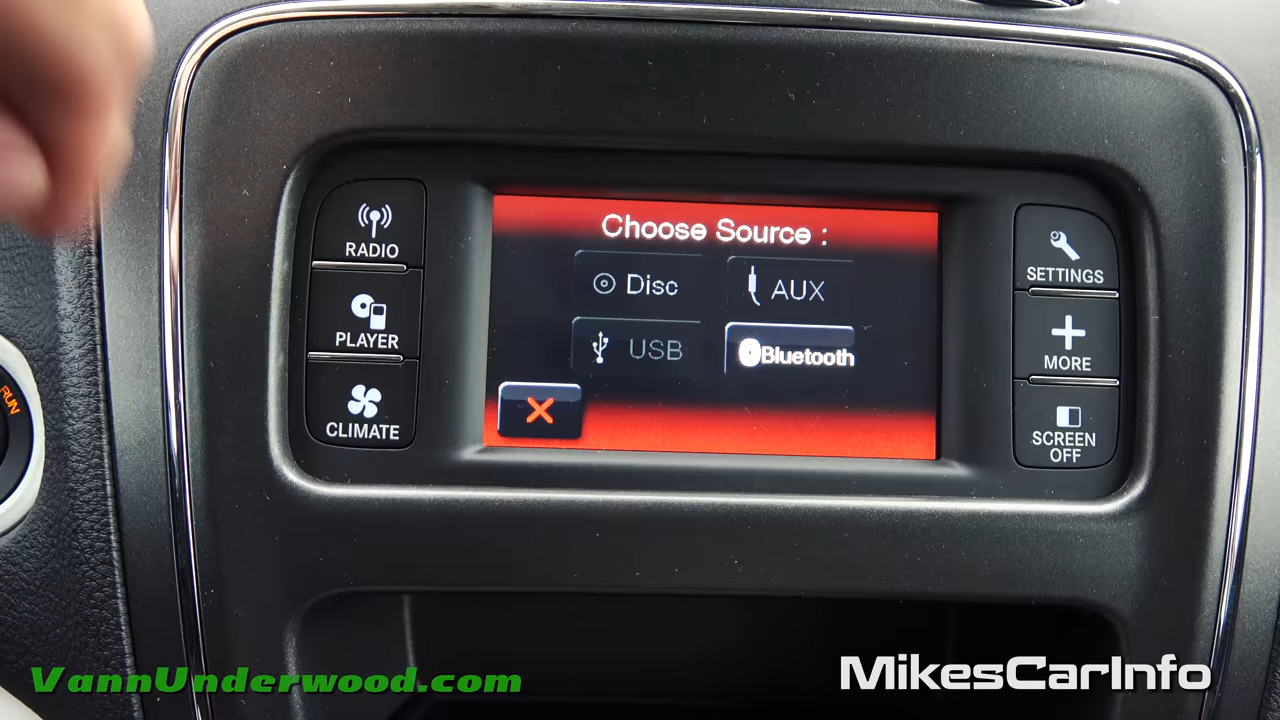 RUN
RADIO
PLAYER
CLIMATE
Choose Source :
Disc
AUX
USB
Bluetooth
SETTINGS
MORE
SCREEN
OFF
VannUnderwood.com
MikesCarInfo